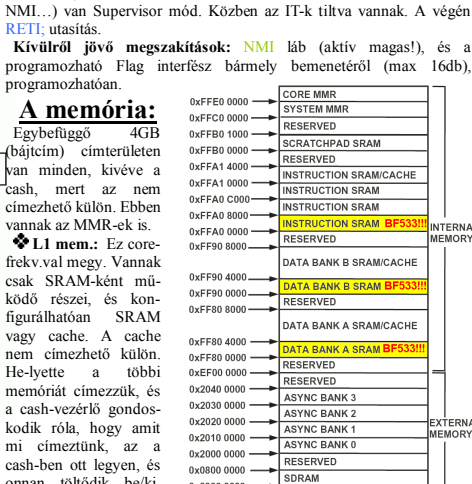 NMI…) van Supervisor mód. Közben az IT-k tiltva vannak. A végén
RETI; utasítás.
Kívülről jövő megszakítások: NMI láb (aktív magas!), és a
programozható Flag interfész bármely bemenetéről (max 16db),
programozhatóan.
A memória:
Egybefüggő 4GB
(bájtcím) címterületen
van minden, kivéve a
cash, mert az nem
címezhető külön. Ebben
vannak az MMR-ek is.
❖L1 mem.: Ez core-
frekv.val megy. Vannak
csak SRAM-ként mű-
ködő részei, és kon-
figurálhatóan SRAM
vagy cache. A cache
nem címezhető külön.
He-lyette a többi
memóriát címezzük, és
a cash-vezérlő gondos-
kodik róla, hogy amit
mi címeztünk, az a
cash-ben ott legyen, és
onnan töltődik be/ki
CORE MMR
0xFFE0 0000
SYSTEM MMR
0xFFC0 0000
RESERVED
0xFFB0 1000
SCRATCHPAD SRAM
0xFFB0 0000
RESERVED
0xFFA1 4000
INSTRUCTION SRAM/CACHE
0xFFA1 0000
INSTRUCTION SRAM
0xFFA0 C000
INSTRUCTION SRAM
0xFFA0 8000
INSTRUCTION SRAM BF533!!!
0xFFA0 0000
RESERVED
0xFF90 8000
DATA BANK B SRAM/CACHE
0xFF90 4000
DATA BANK B SRAM BF533!!!
0xFF90 0000
RESERVED
0xFF80 8000
DATA BANK A SRAM/CACHE
0xFF80 4000
DATA BANK A SRAM BF533!!!
0xFF80 0000
RESERVED
0xEF00 0000
RESERVED
0x2040 0000
ASYNC BANK 3
0x2030 0000
ASYNC BANK 2
0x2020 0000
ASYNC BANK 1
0x2010 0000
ASYNC BANK 0
0x2000 0000
RESERVED
0x0800 0000
SDRAM
INTERNA
MEMORY
EXTERNA
MEMORY